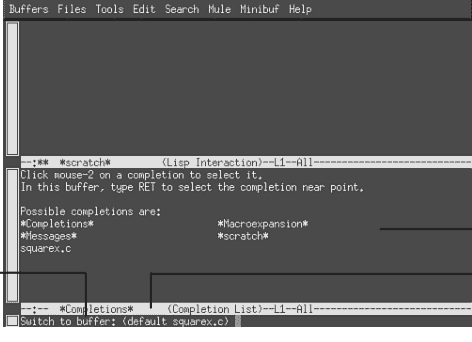 Buffers Files Tools Edit Search Mule Minibuf Help
--:** *scratch* (Lisp Interaction)--L1--All--------------------
Click mouse-2 on a completion to select it.
In this buffer, type RET to select the completion near point.
Possible completions are:
*Completions* *Macroexpansion*
*Messages* *scratch*
squarex.c
--:-- *Completions* (Completion List)--L1--All--------------------
Switch to buffer: (default squarex.c)